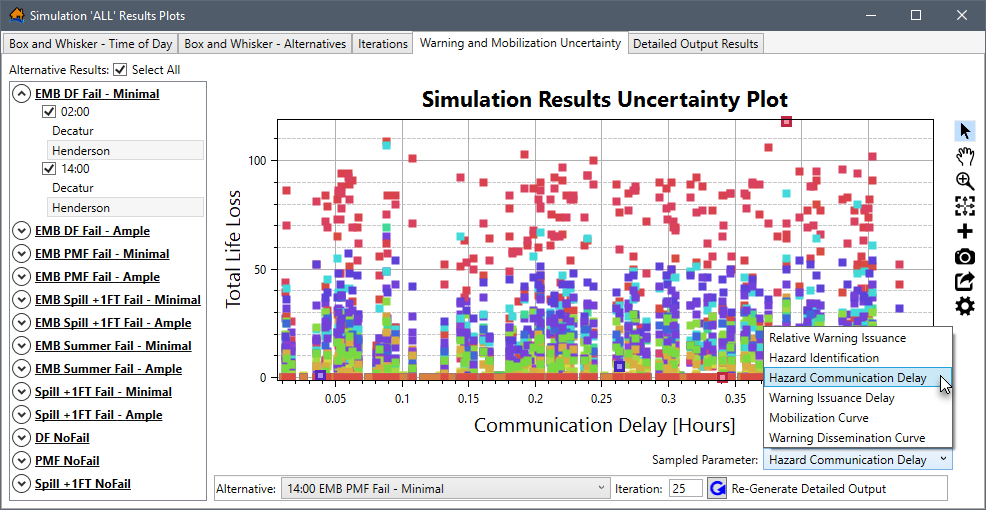 Simulation 'ALL' Results Plots
Box and Whisker - Time of Day Box and Whisker - Alternatives Iterations Warning and Mobilization Uncertainty Detailed Output Results
Alternative Results: Select All
EMB DF Fail - Minimal
02:00
Decatur
Henderson
14:00
Decatur
Henderson
EMB DF Fail - Ample
EMB PMF Fail - Minimal
EMB PMF Fail - Ample
EMB Spill +1FT Fail - Minimal
EMB Spill +1FT Fail - Ample
EMB Summer Fail - Minimal
EMB Summer Fail - Ample
Spill +1FT Fail - Minimal
Spill +1FT Fail - Ample
DF NoFail
PMF NoFail
Spill +1FT NoFail
Simulation Results Uncertainty Plot
Total Life Loss
100
50
0
0.05 0.1 0.15 0.2 0.25 0.3 0.35
Communication Delay [Hours]
Relative Warning Issuance
Hazard Identification
Hazard Communication Delay
Warning Issuance Delay
Mobilization Curve
Warning Dissemination Curve
Sampled Parameter: Hazard Communication Delay
Alternative: 14:00 EMB PMF Fail - Minimal Iteration: 25 Re-Generate Detailed Output